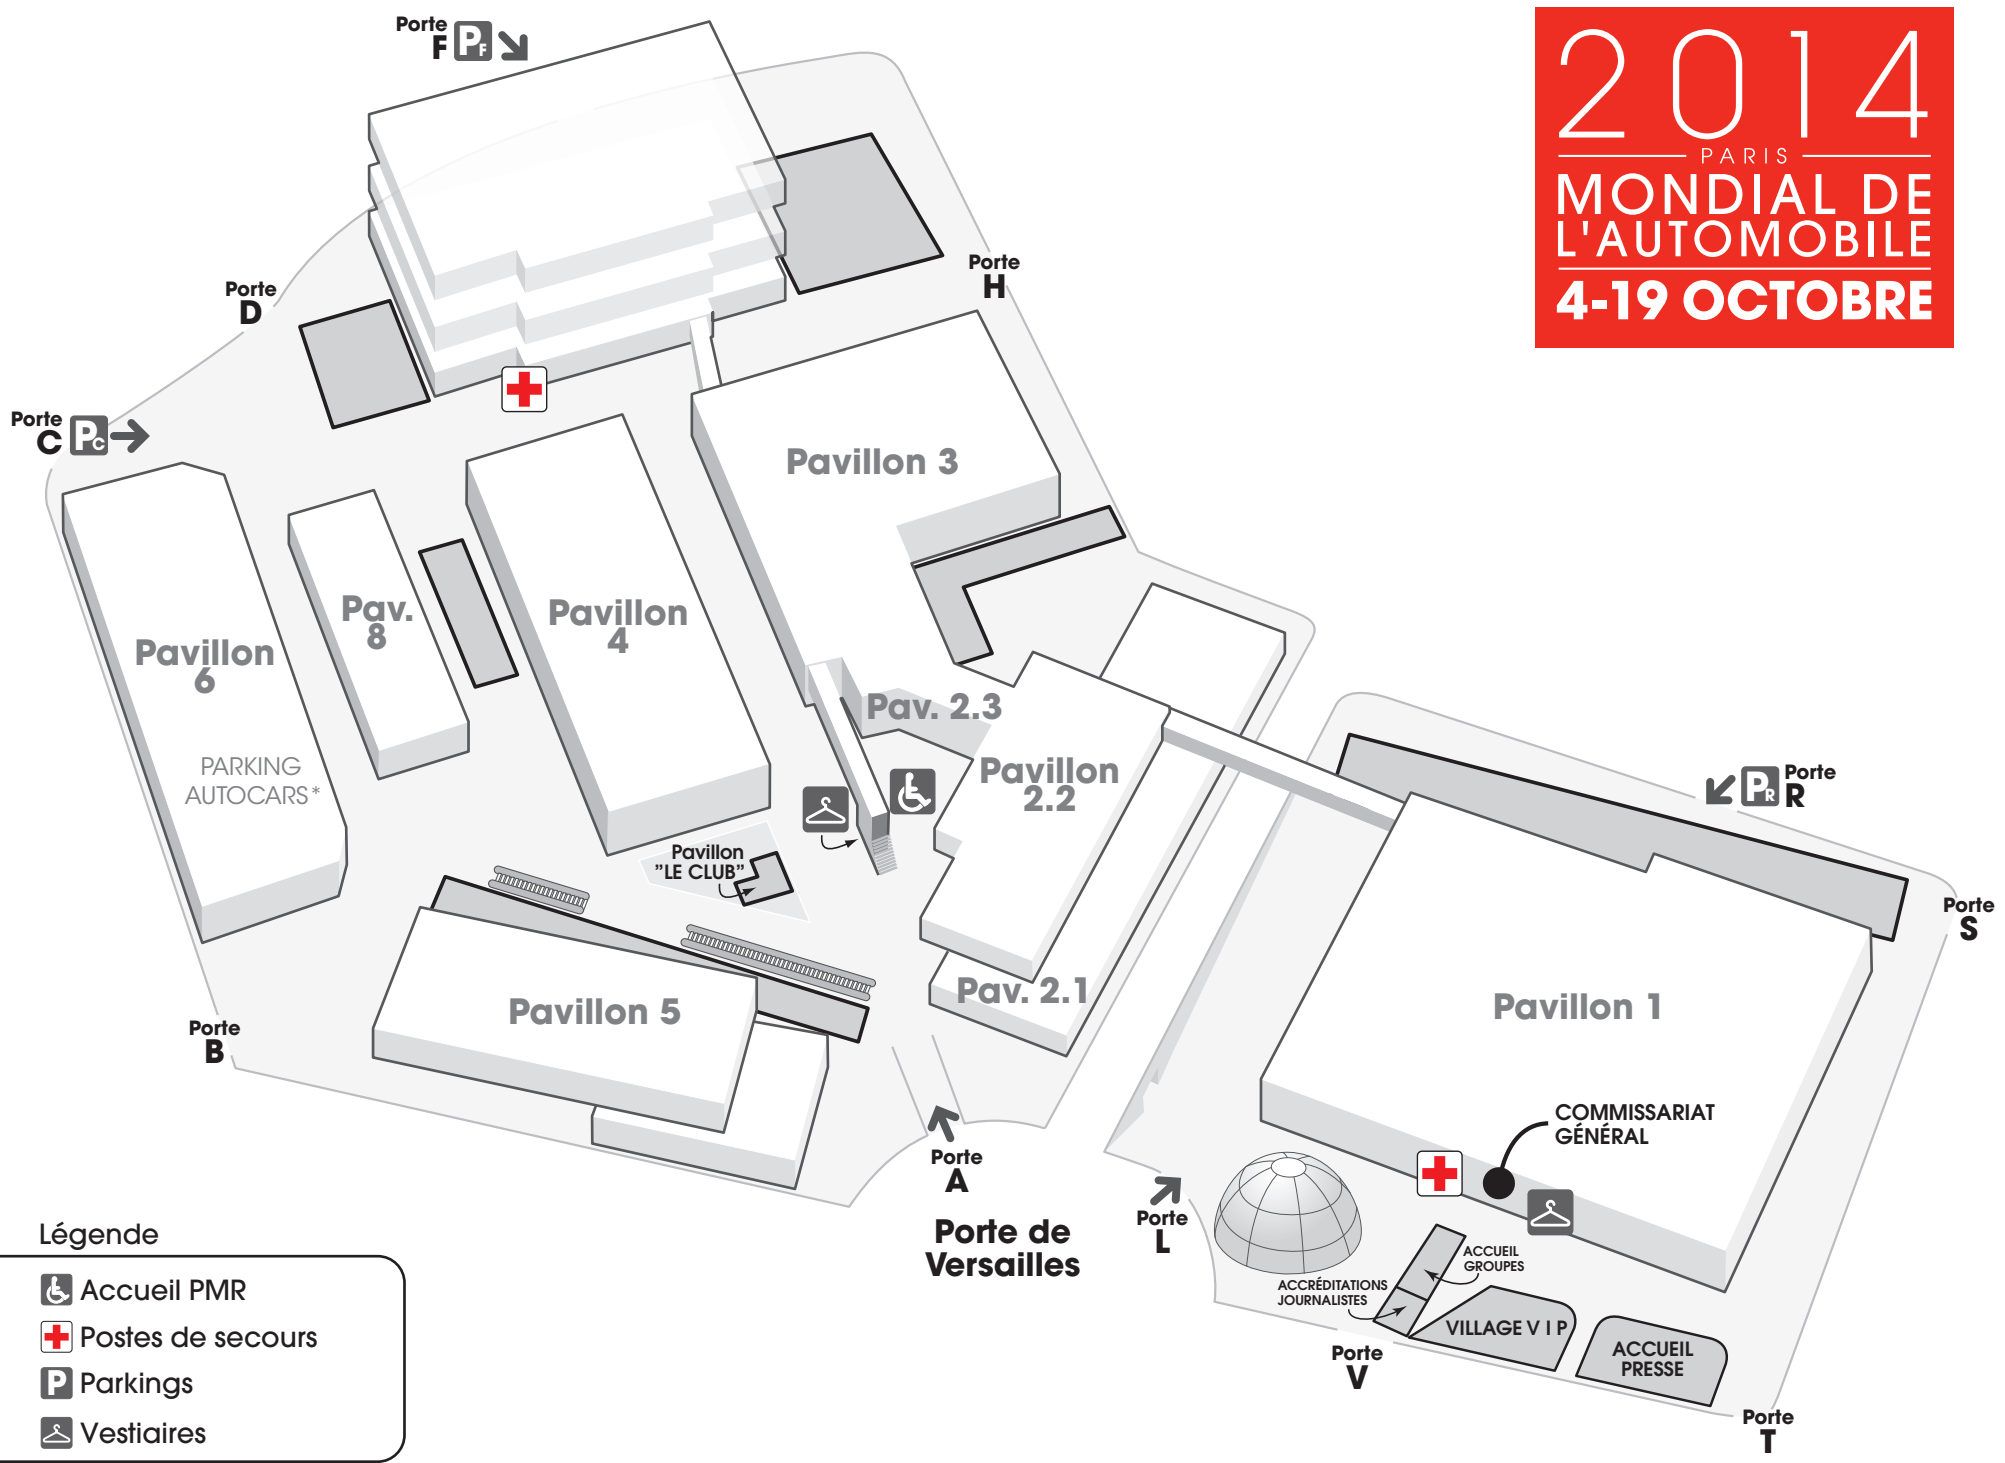 Porte
F
PF
2014
PARIS
MONDIAL DE
L'AUTOMOBILE
4-19 OCTOBRE
Porte
H
Porte
D
Porte
C
PC
Pavillon 3
Pav.
8
Pavillon
4
Pavillon
6
Pav. 2.3
PARKING
AUTOCARS*
Pavillon
2.2
Porte
R
PR
Pavillon
"LE CLUB"
Porte
S
Pav. 2.1
Pavillon 5
Pavillon 1
Porte
B
COMMISSARIAT
GÉNÉRAL
Porte
A
Porte de
Versailles
Porte
L
ACCUEIL
GROUPES
ACCRÉDITATIONS
JOURNALISTES
VILLAGE V I P
ACCUEIL
PRESSE
Porte
V
Porte
T
Légende
Accueil PMR
Postes de secours
P Parkings
Vestiaires